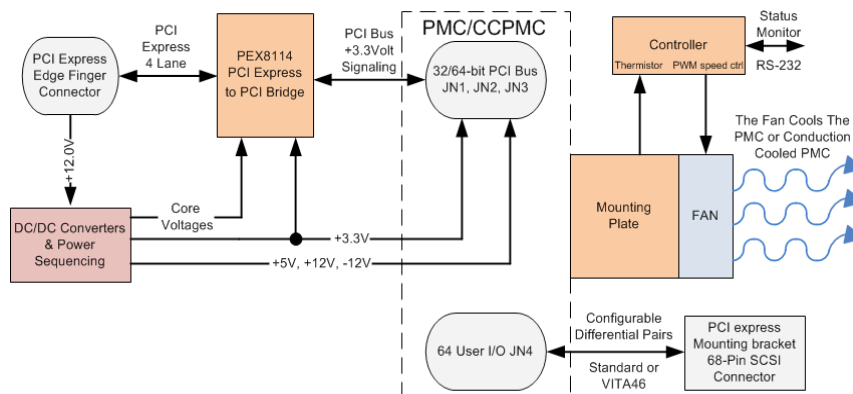 PCI Express
Edge Finger
Connector
PCI
Express
4 Lane
PEX8114
PCI Express
to PCI Bridge
PCI Bus
+3.3Volt
Signaling
PMC/CCPMC
32/64-bit PCI Bus
JN1, JN2, JN3
Controller
Thermistor PWM speed ctrl
Status
Monitor
RS-232
The Fan Cools The
PMC or Conduction
Cooled PMC
+12.0V
DC/DC Converters
& Power
Sequencing
Core
Voltages
+3.3V
+5V, +12V, -12V
Mounting
Plate
FAN
64 User I/O JN4
Configurable
Differential Pairs
Standard or
VITA46
PCI express
Mounting bracket
68-Pin SCSI
Connector